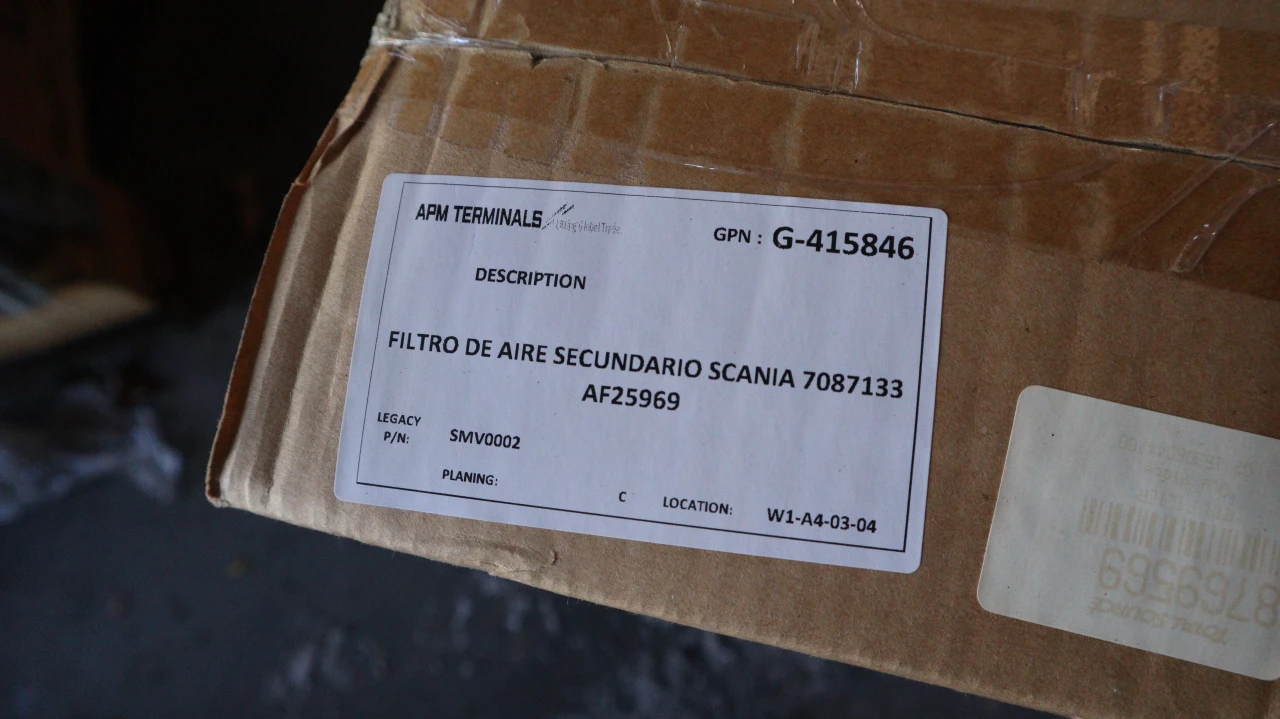 APM TERMINALS
GPN : G-415846
DESCRIPTION
FILTRO DE AIRE SECUNDARIO SCANIA 7087133
AF25969
LEGACY
P/N: SMV0002
PLANING: C LOCATION: W1-A4-03-04